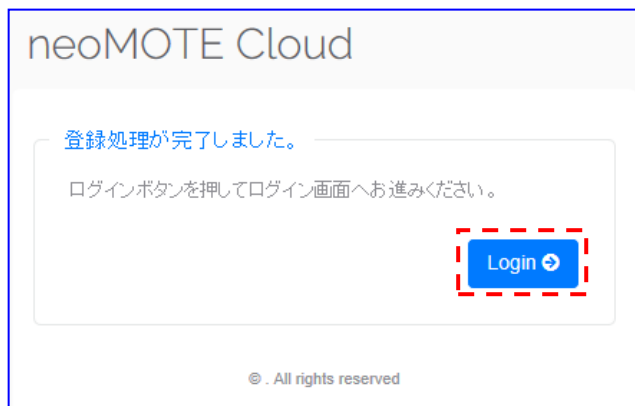 neoMOTE Cloud
登録処理が完了しました。
ログインボタンを押してログイン画面へお進みください。
Login
© . All rights reserved